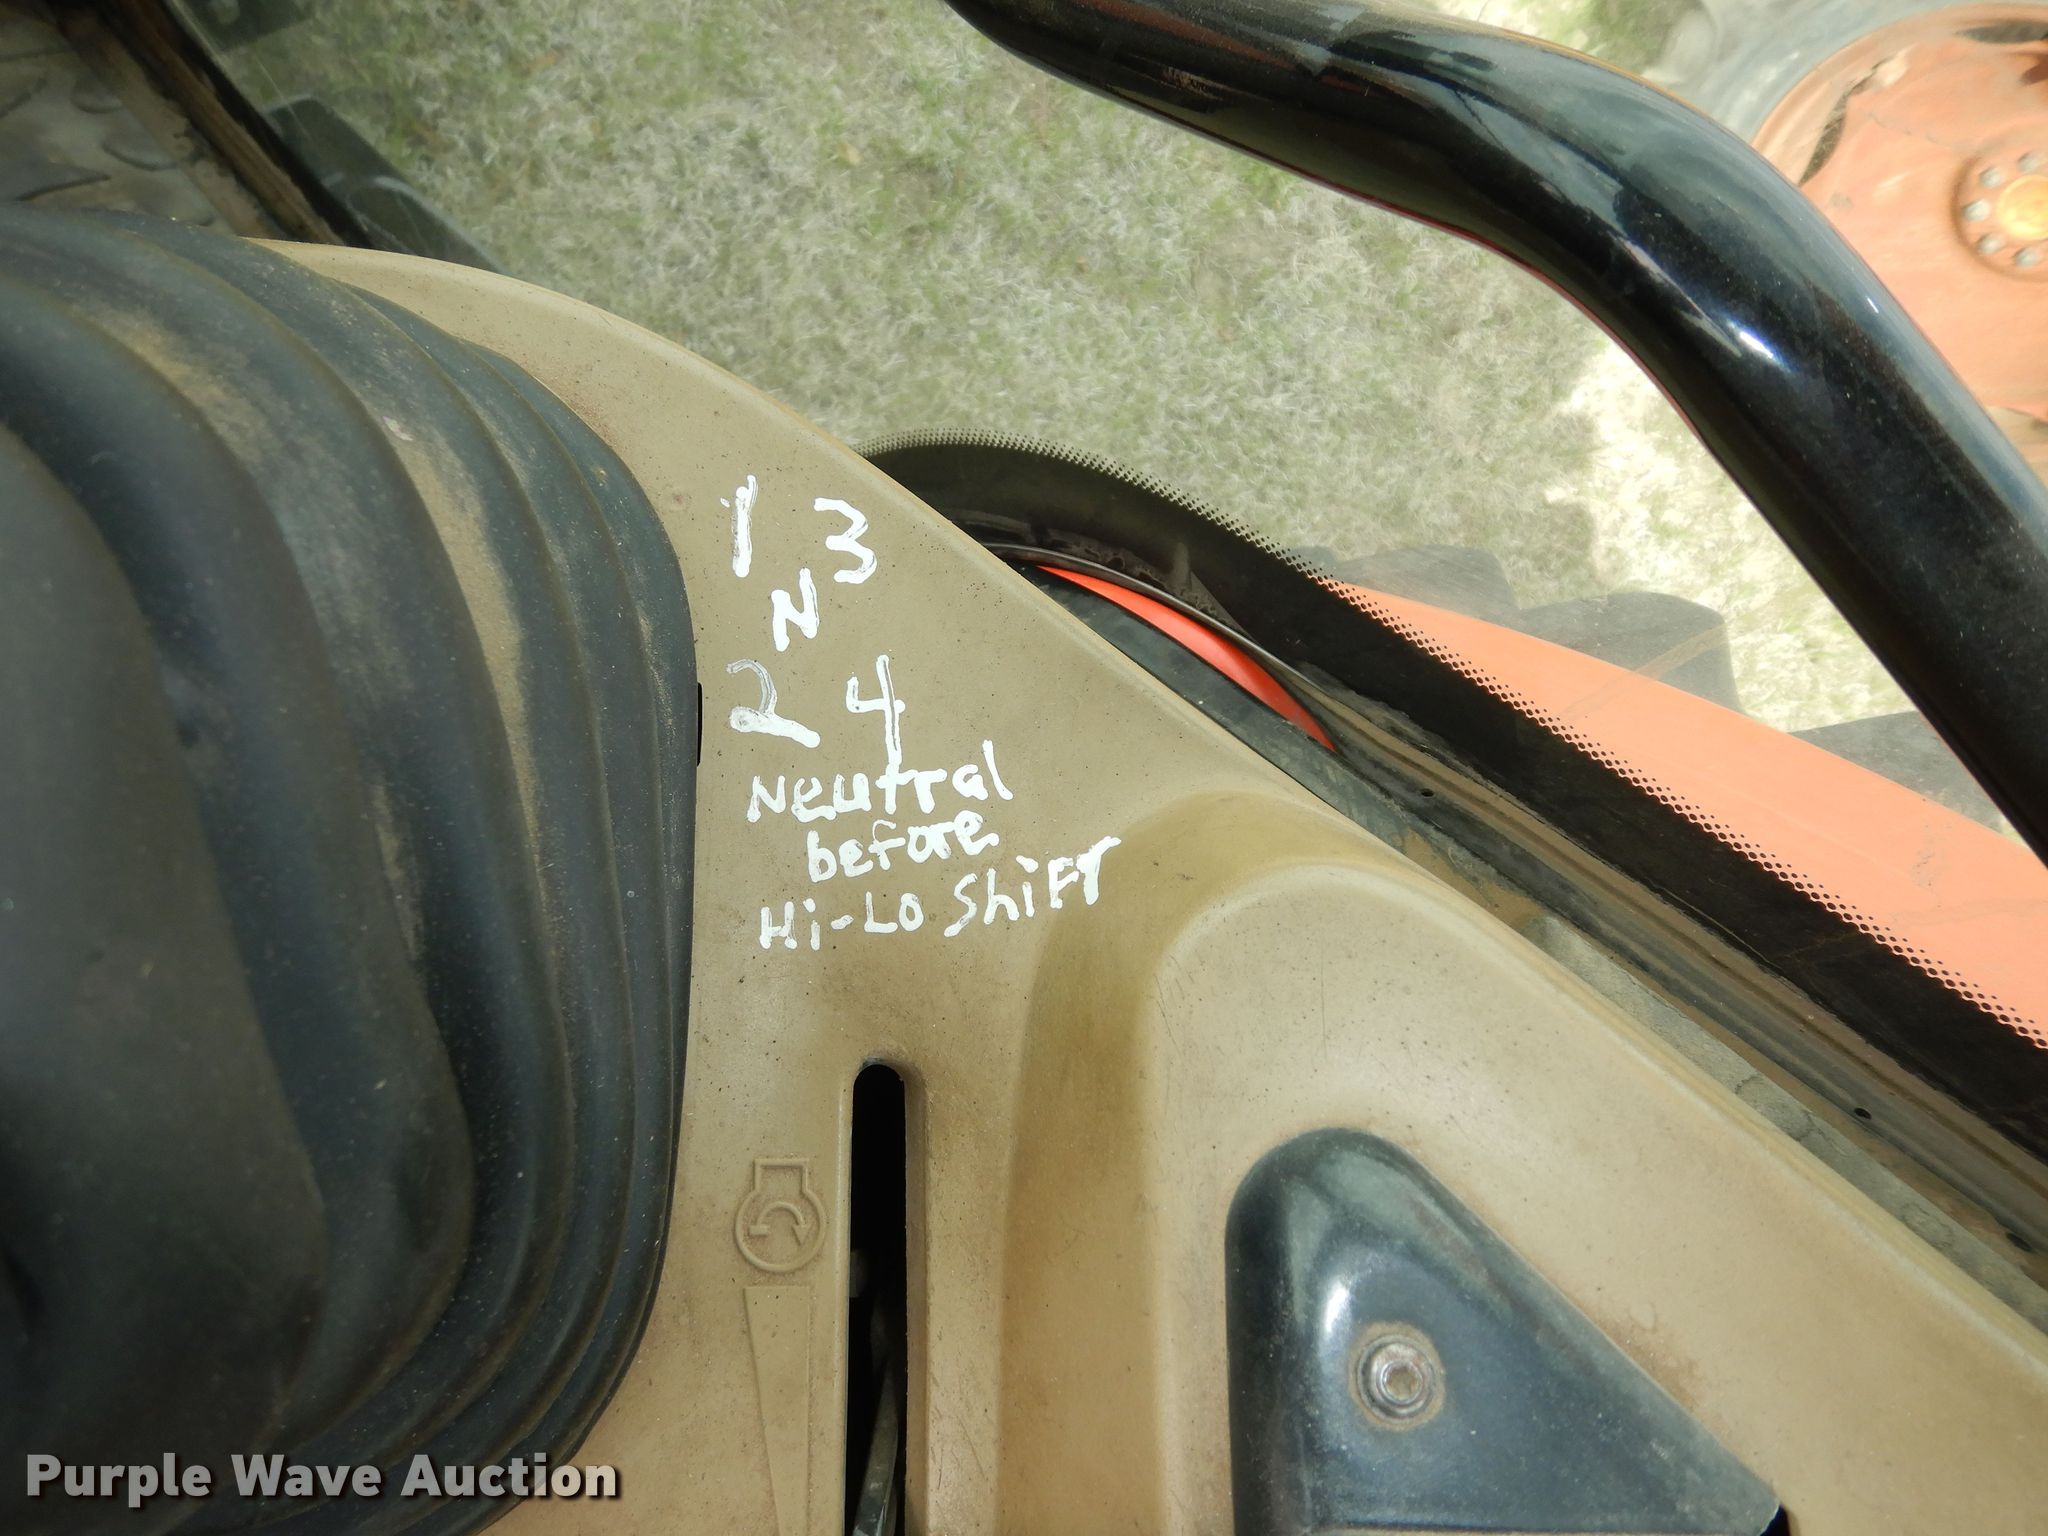 1 3
N
2 4
Neutral
before
Hi-Lo ShiFT
Purple Wave Auction